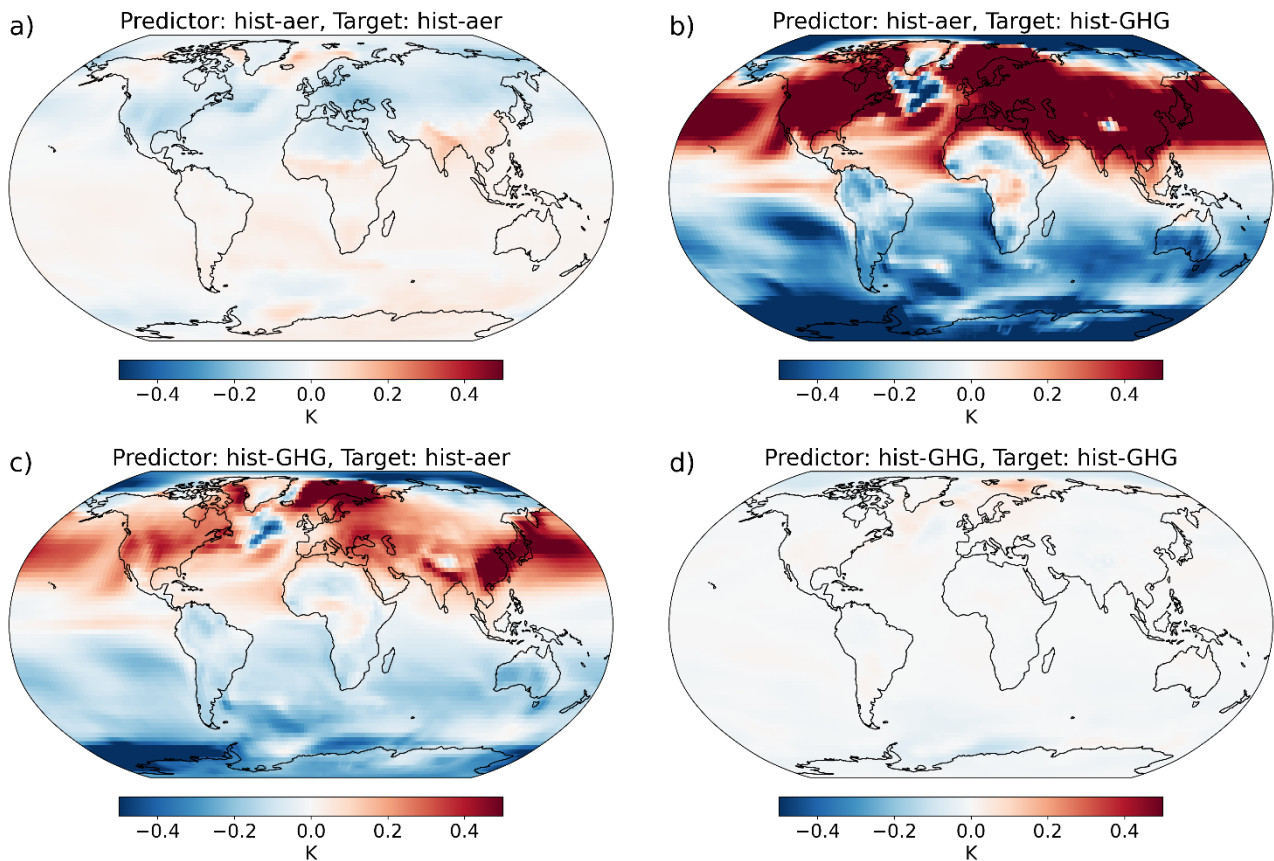 a)
Predictor: hist-aer, Target: hist-aer
−0.4 −0.2 0.0 0.2 0.4
K
b)
Predictor: hist-aer, Target: hist-GHG
−0.4 −0.2 0.0 0.2 0.4
K
c)
Predictor: hist-GHG, Target: hist-aer
−0.4 −0.2 0.0 0.2 0.4
K
d)
Predictor: hist-GHG, Target: hist-GHG
−0.4 −0.2 0.0 0.2 0.4
K